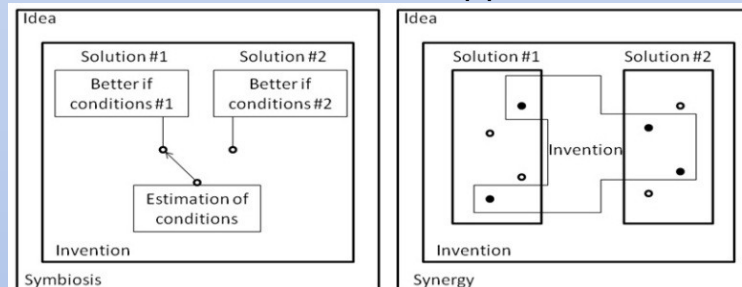 Idea
Solution #1
Solution #2
Better if
conditions #1
Better if
conditions #2
Estimation of
conditions
Invention
Symbiosis
Idea
Solution #1
Solution #2
Invention
Invention
Synergy